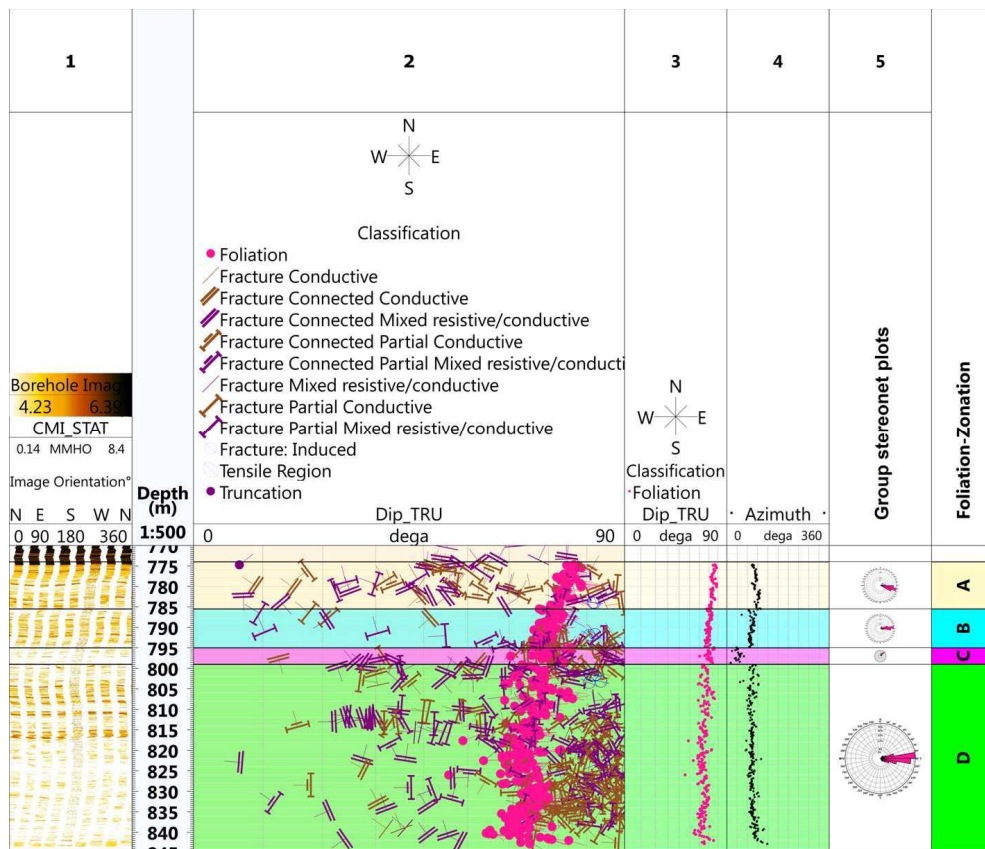 1
2
3
4
5
N
W E
S
Classification
Foliation
Fracture Conductive
Fracture Connected Conductive
Fracture Connected Mixed resistive/conductive
Fracture Connected Partial Conductive
Fracture Connected Partial Mixed resistive/conducti
Fracture Mixed resistive/conductive
Fracture Partial Conductive
Fracture Partial Mixed resistive/conductive
Fracture: Induced
Tensile Region
Truncation
Dip_TRU
0 dega 90
Borehole Imag
4.23 6.39
CMI_STAT
0.14 MMHO 8.4
Image Orientation°
N E S W N
0 90 180 360
Depth
(m)
1:500
N
W E
S
Classification
Foliation
Dip_TRU
0 dega 90
Azimuth
0 dega 360
Group stereonet plots
Foliation-Zonation
770
775
780
785
790
795
800
805
810
815
820
825
830
835
840
A
B
C
D